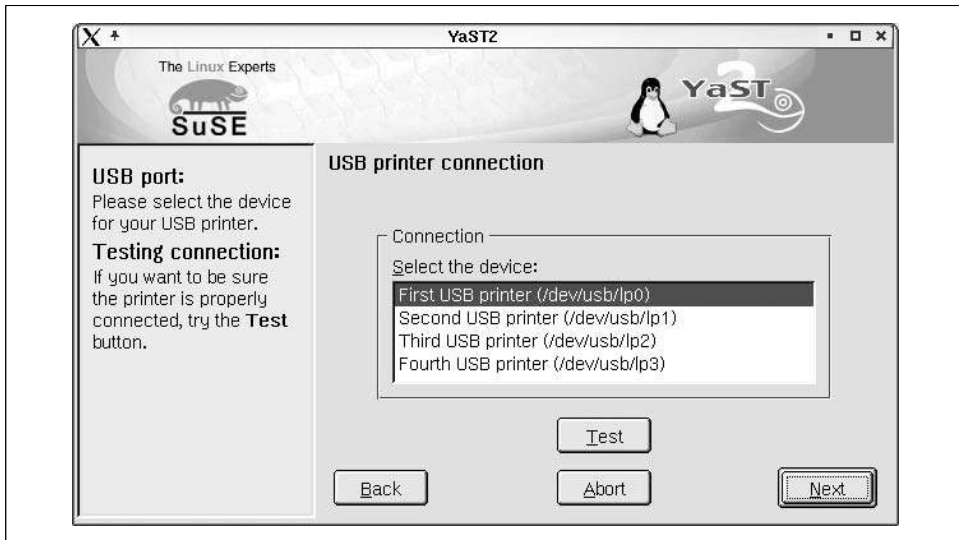 YaST2
The Linux Experts
SuSE
YaST
2
USB port:
Please select the device
for your USB printer.
Testing connection:
If you want to be sure
the printer is properly
connected, try the Test
button.
USB printer connection
Connection
Select the device:
First USB printer (/dev/usb/lp0)
Second USB printer (/dev/usb/lp1)
Third USB printer (/dev/usb/lp2)
Fourth USB printer (/dev/usb/lp3)
Test
Back
Abort
Next